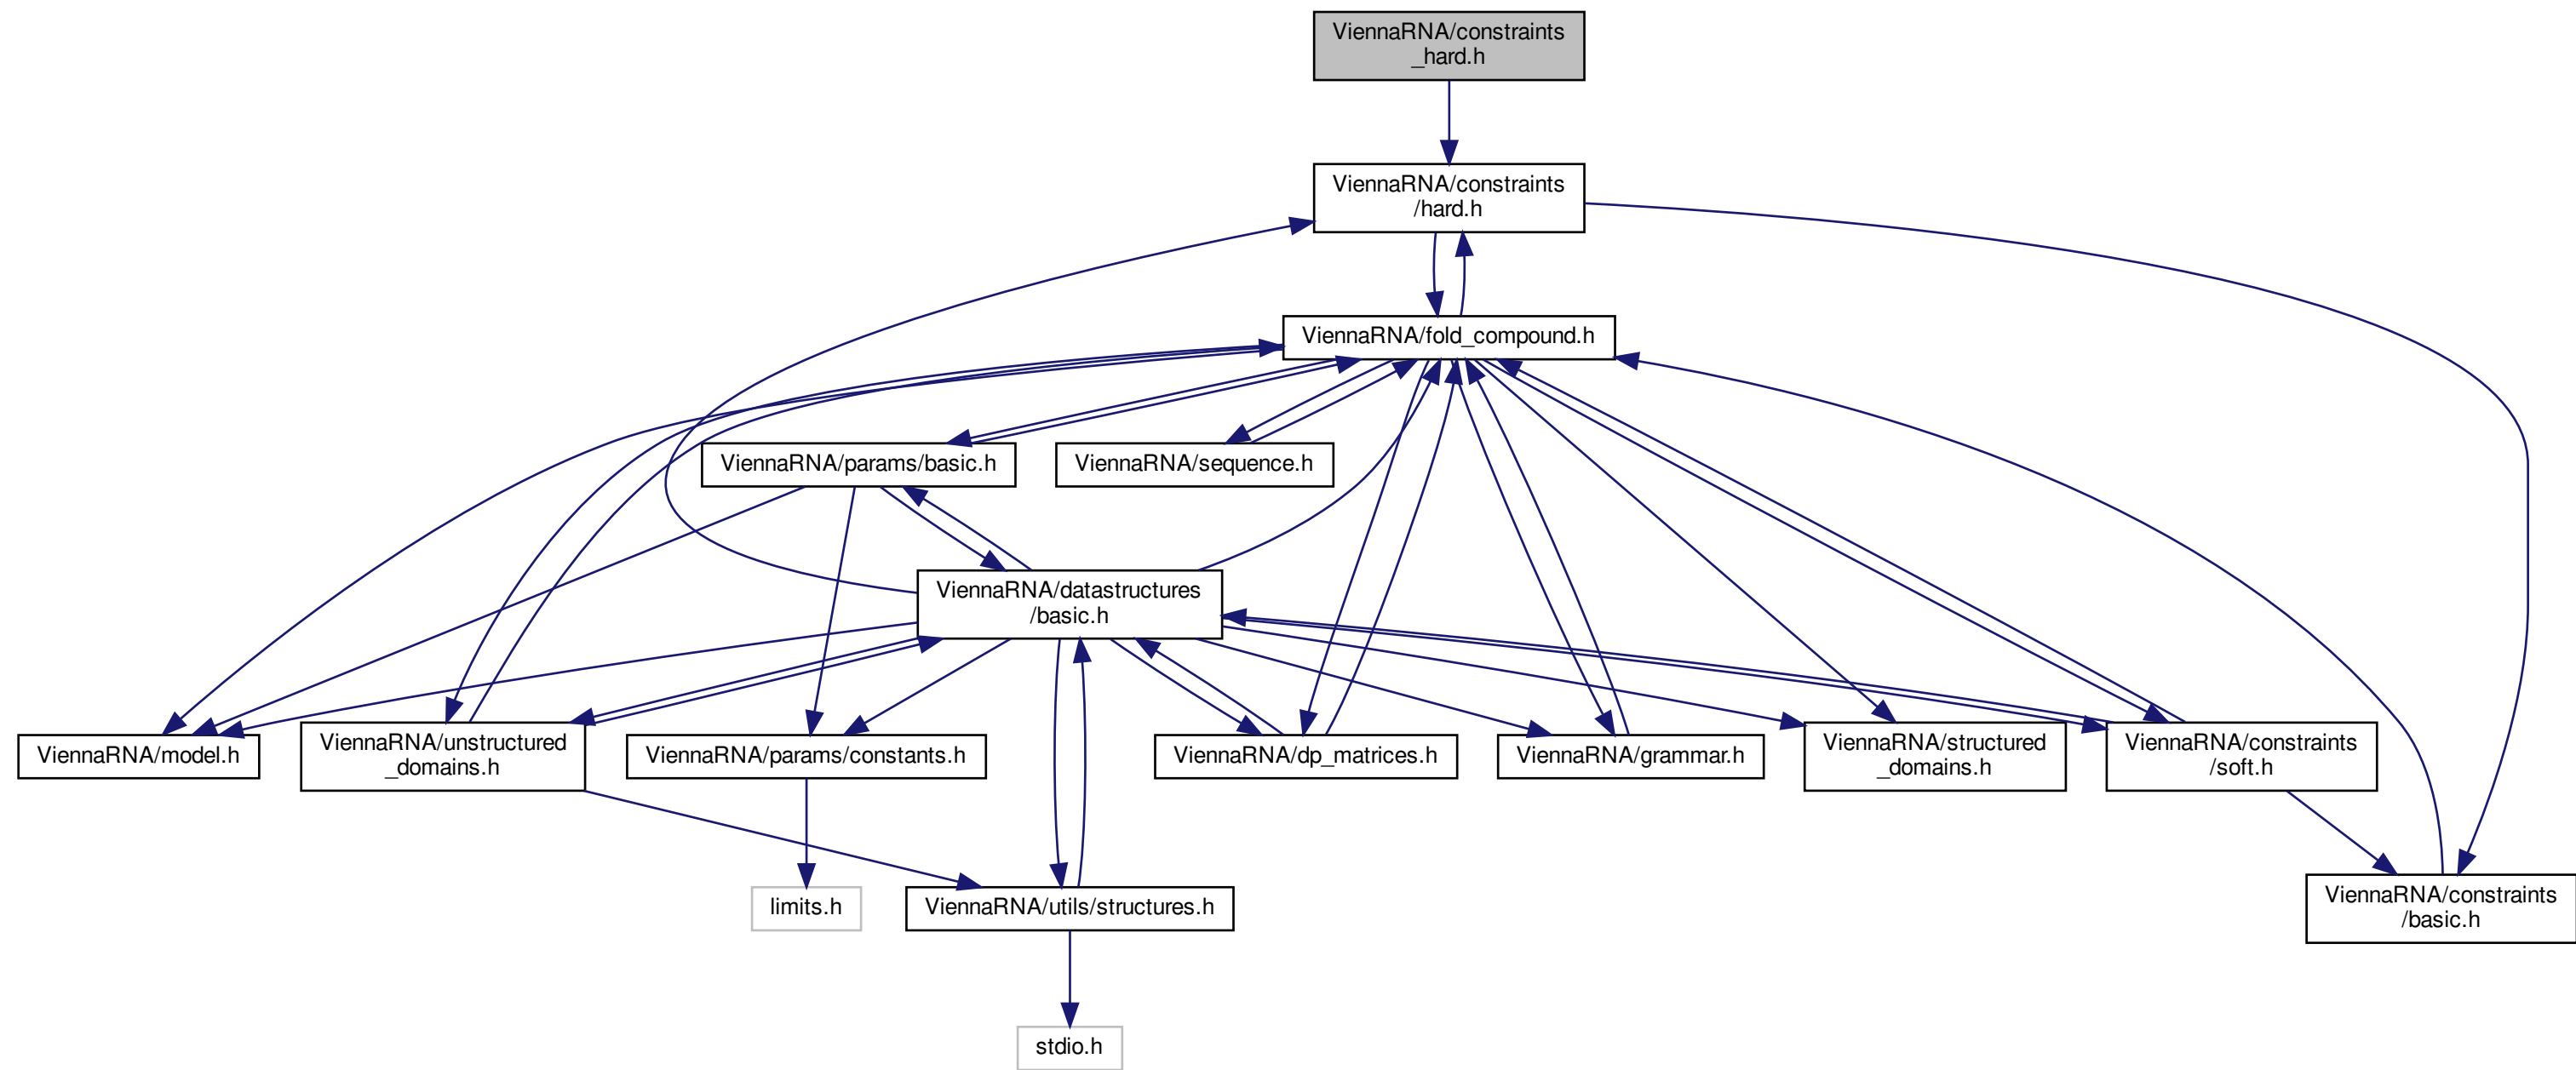 ViennaRNA/constraints
_hard.h
ViennaRNA/constraints
/hard.h
ViennaRNA/fold_compound.h
ViennaRNA/params/basic.h
ViennaRNA/sequence.h
ViennaRNA/datastructures
/basic.h
ViennaRNA/model.h
ViennaRNA/unstructured
_domains.h
ViennaRNA/params/constants.h
ViennaRNA/dp_matrices.h
ViennaRNA/grammar.h
ViennaRNA/structured
_domains.h
ViennaRNA/constraints
/soft.h
limits.h
ViennaRNA/utils/structures.h
ViennaRNA/constraints
/basic.h
stdio.h